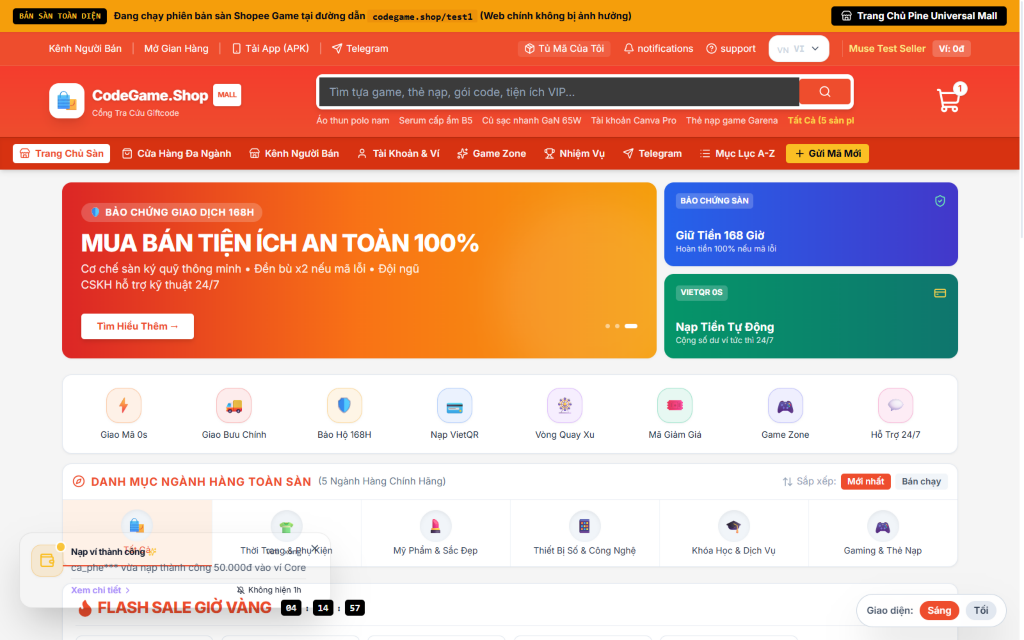 BẢN SAO TOÀN DIỆN Đang chạy phiên bản sàn Shopee Game tại đường dẫn codegame.shop/test1 (Web chính không bị ảnh hưởng)
Trang Chủ Pine Universal Mall
Kênh Người Bán Mở Gian Hàng Tải App (APK) Telegram
Tủ Mã Của Tôi notifications support VN VI Muse Test Seller Ví: 0đ
CodeGame.Shop MALL
Cổng Tra Cứu Giftcode
Tìm tựa game, thẻ nạp, gói code, tiện ích VIP...
1
Áo thun polo nam Serum cấp ẩm B5 Củ sạc nhanh GaN 65W Tài khoản Canva Pro Thẻ nạp game Garena Tất Cả (5 sản pl
Trang Chủ Sàn Cửa Hàng Đa Ngành Kênh Người Bán Tài Khoản & Ví Game Zone Nhiệm Vụ Telegram Mục Lục A-Z + Gửi Mã Mới
BẢO CHỨNG GIAO DỊCH 168H
MUA BÁN TIỆN ÍCH AN TOÀN 100%
Cơ chế sàn ký quỹ thông minh • Đền bù x2 nếu mã lỗi • Đội ngũ
CSKH hỗ trợ kỹ thuật 24/7
Tìm Hiểu Thêm →
BẢO CHỨNG SÀN
Giữ Tiền 168 Giờ
Hoàn tiền 100% nếu mã lỗi
VIETQR 0S
Nạp Tiền Tự Động
Cộng số dư ví tức thì 24/7
Giao Mã 0s Giao Bưu Chính Bảo Hộ 168H Nạp VietQR Vòng Quay Xu Mã Giảm Giá Game Zone Hỗ Trợ 24/7
DANH MỤC NGÀNH HÀNG TOÀN SÀN (5 Ngành Hàng Chính Hãng)
Sắp xếp: Mới nhất Bán chạy
Tất Cả Thời Trang & Phụ Kiện Mỹ Phẩm & Sắc Đẹp Thiết Bị Số & Công Nghệ Khóa Học & Dịch Vụ Gaming & Thẻ Nạp
Nạp ví thành công
ca_phe*** vừa nạp thành công 50.000đ vào ví Core
Xem chi tiết Không hiện 1h
FLASH SALE GIỜ VÀNG 04 : 14 : 57
Giao diện: Sáng Tối